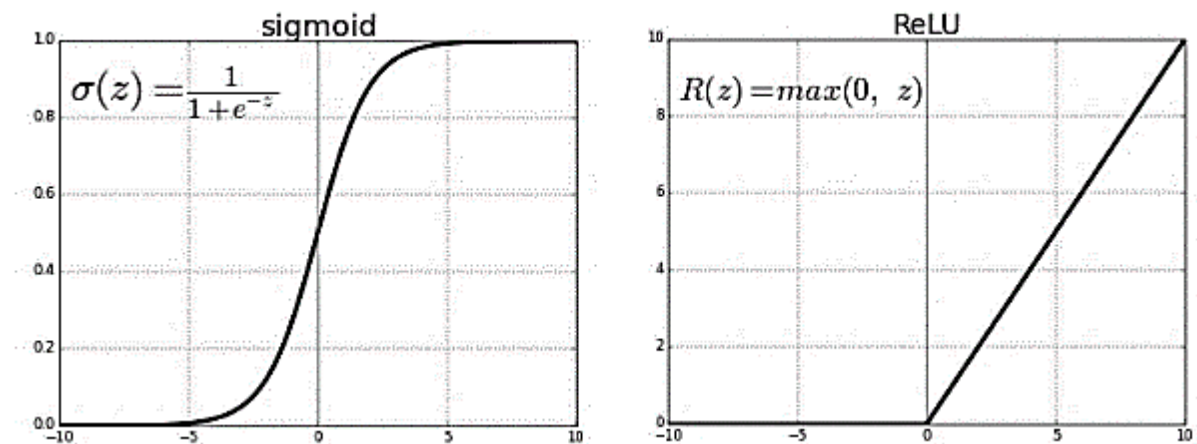 sigmoid
σ(z) = 1 / (1 + e^{-z})
1.0
0.8
0.6
0.4
0.2
0.0
-10 -5 0 5 10
ReLU
R(z) = max(0, z)
10
8
6
4
2
0
-10 -5 0 5 10